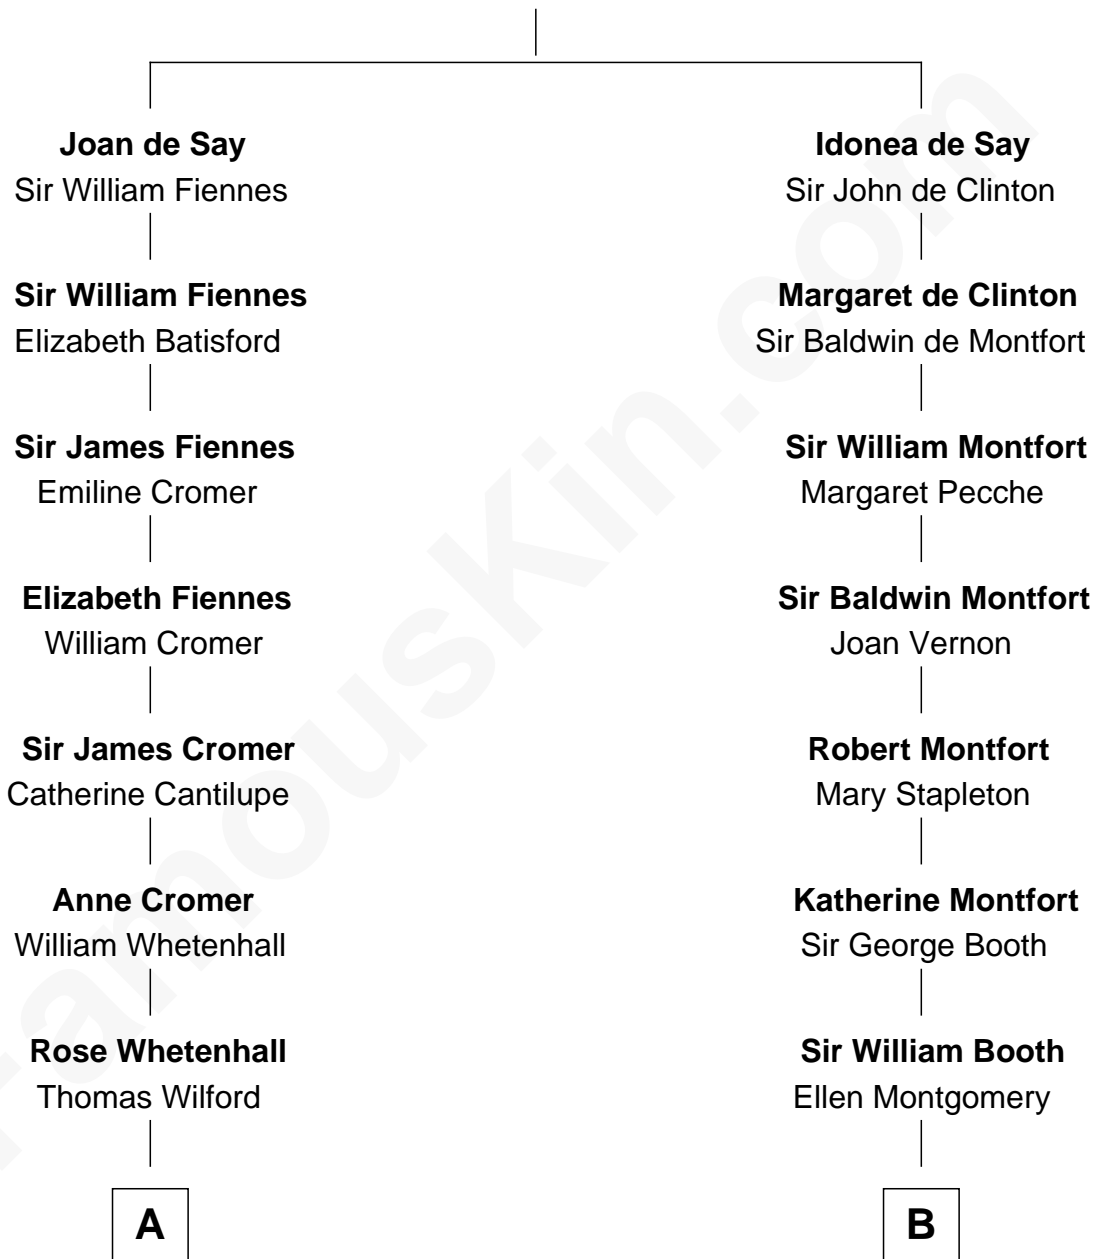 Joan de Say
Sir William Fiennes
Sir William Fiennes
Elizabeth Batisford
Sir James Fiennes
Emiline Cromer
Elizabeth Fiennes
William Cromer
Sir James Cromer
Catherine Cantilupe
Anne Cromer
William Whetenhall
Rose Whetenhall
Thomas Wilford
A
Idonea de Say
Sir John de Clinton
Margaret de Clinton
Sir Baldwin de Montfort
Sir William Montfort
Margaret Pecche
Sir Baldwin Montfort
Joan Vernon
Robert Montfort
Mary Stapleton
Katherine Montfort
Sir George Booth
Sir William Booth
Ellen Montgomery
B
FamousKin.com